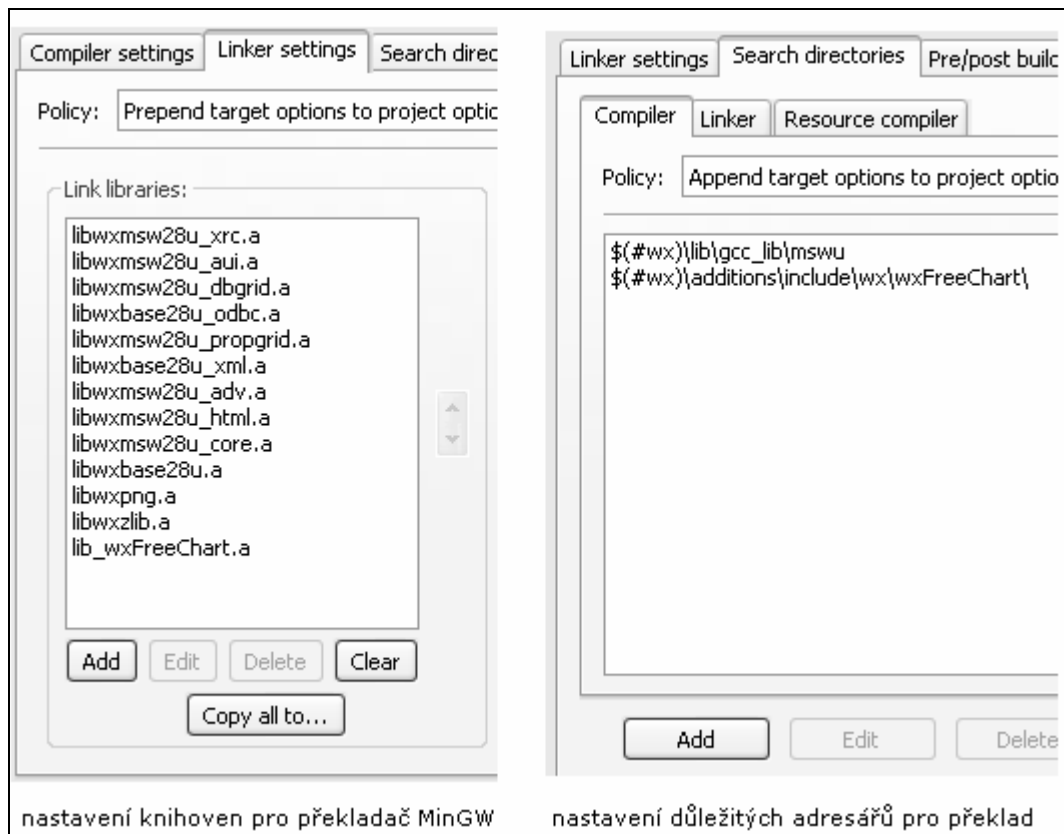 Compiler settings Linker settings Search direc
Policy: Prepend target options to project optic
Link libraries:
libwxmsw28u_xrc.a
libwxmsw28u_aui.a
libwxmsw28u_dbgrid.a
libwxbase28u_odbc.a
libwxmsw28u_propgrid.a
libwxbase28u_xml.a
libwxmsw28u_adv.a
libwxmsw28u_html.a
libwxmsw28u_core.a
libwxbase28u.a
libwxpng.a
libwxzlib.a
lib_wxFreeChart.a
Add Edit Delete Clear
Copy all to...
nastavení knihoven pro překladač MinGW
Linker settings Search directories Pre/post builc
Compiler Linker Resource compiler
Policy: Append target options to project optio
$(#wx)\lib\gcc_lib\mswu
$(#wx)\additions\include\wx\wxFreeChart\
Add Edit Delete
nastavení důležitých adresářů pro překlad